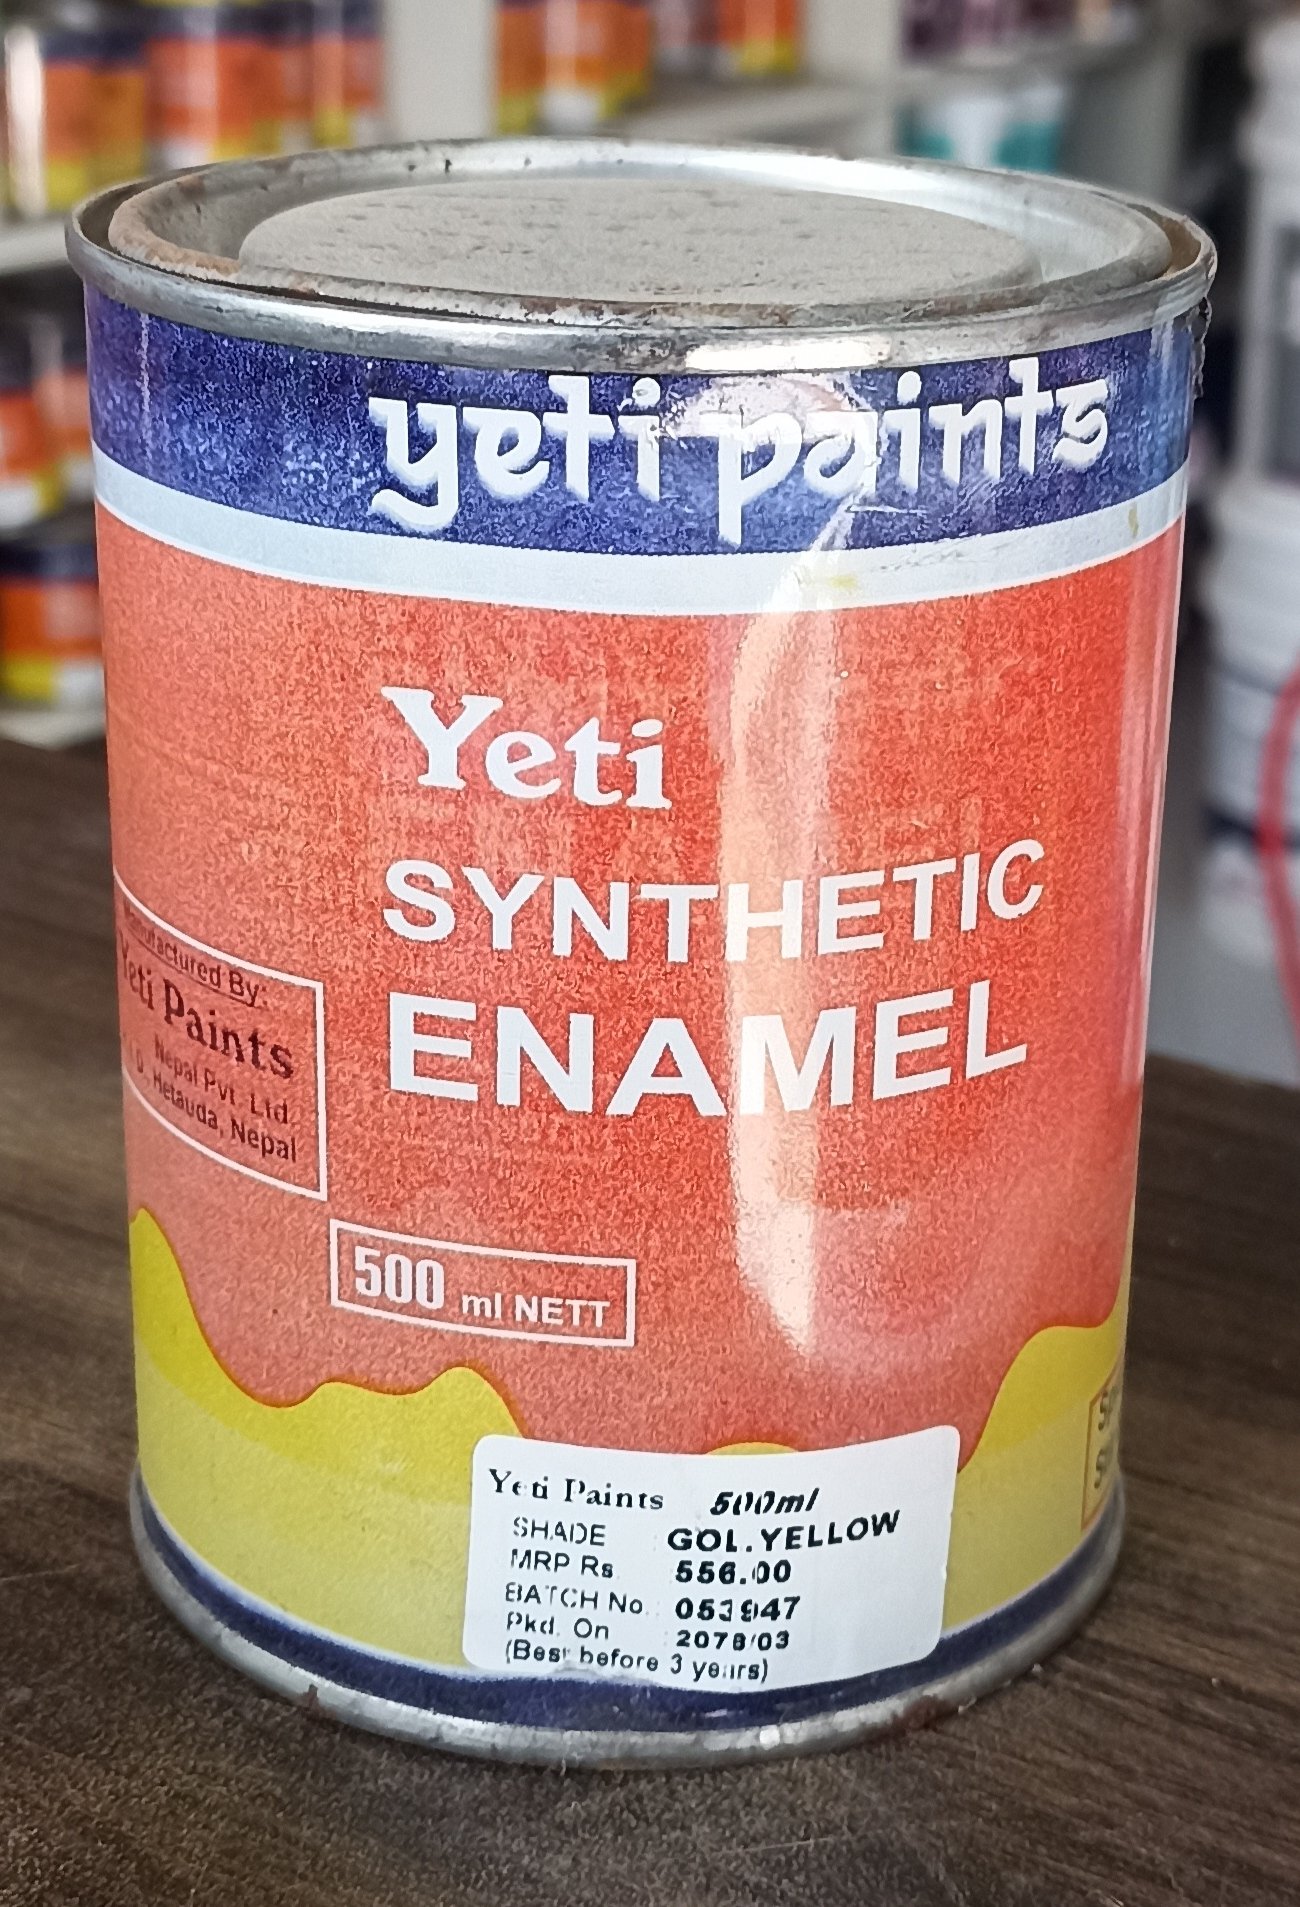 yeti paints
Yeti
SYNTHETIC
ENAMEL
Manufactured By:
Yeti Paints
Nepal Pvt. Ltd.
Hetauda, Nepal
500 ml NETT
Yeti Paints 500ml
SHADE GOL.YELLOW
MRP Rs. 556.00
BATCH No. 053947
Pkd. On 2078/03
(Best before 3 years)